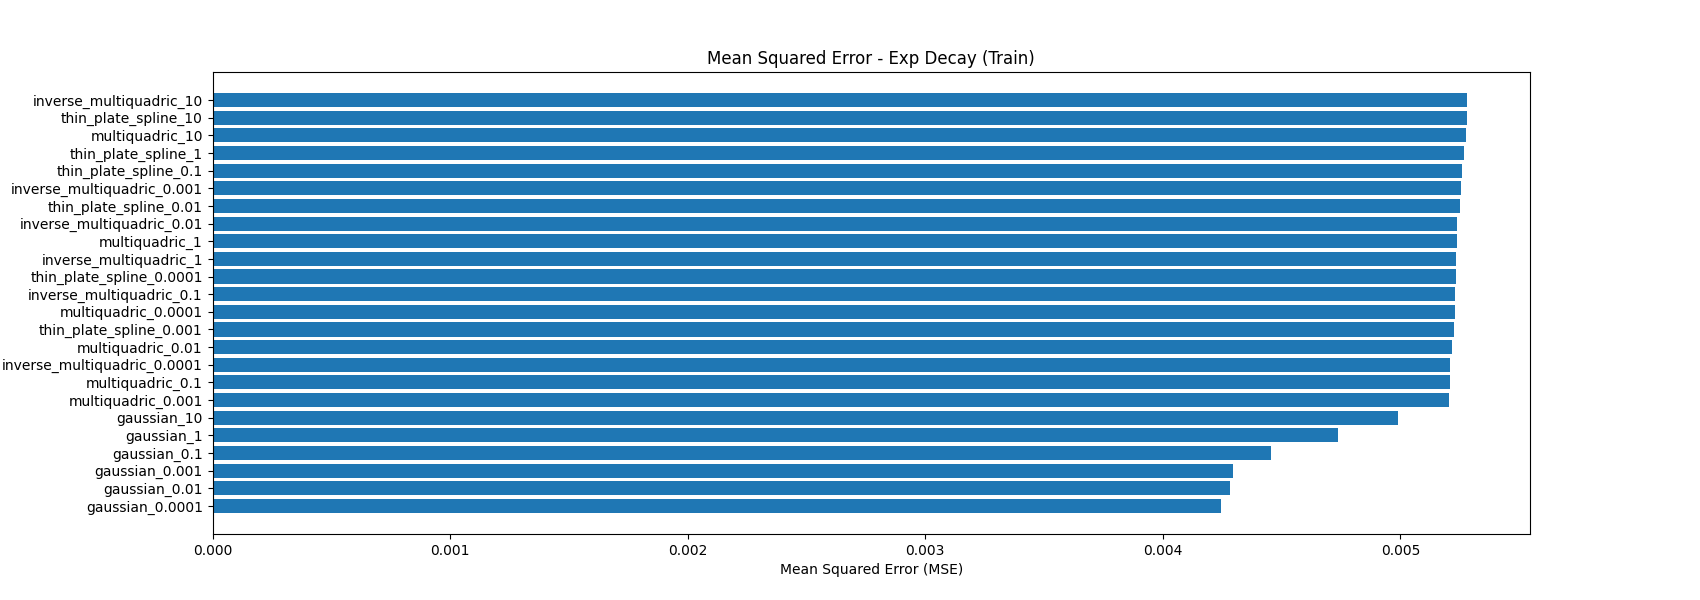 Mean Squared Error - Exp Decay (Train)
inverse_multiquadric_10
thin_plate_spline_10
multiquadric_10
thin_plate_spline_1
thin_plate_spline_0.1
inverse_multiquadric_0.001
thin_plate_spline_0.01
inverse_multiquadric_0.01
multiquadric_1
inverse_multiquadric_1
thin_plate_spline_0.0001
inverse_multiquadric_0.1
multiquadric_0.0001
thin_plate_spline_0.001
multiquadric_0.01
inverse_multiquadric_0.0001
multiquadric_0.1
multiquadric_0.001
gaussian_10
gaussian_1
gaussian_0.1
gaussian_0.001
gaussian_0.01
gaussian_0.0001
0.000 0.001 0.002 0.003 0.004 0.005
Mean Squared Error (MSE)